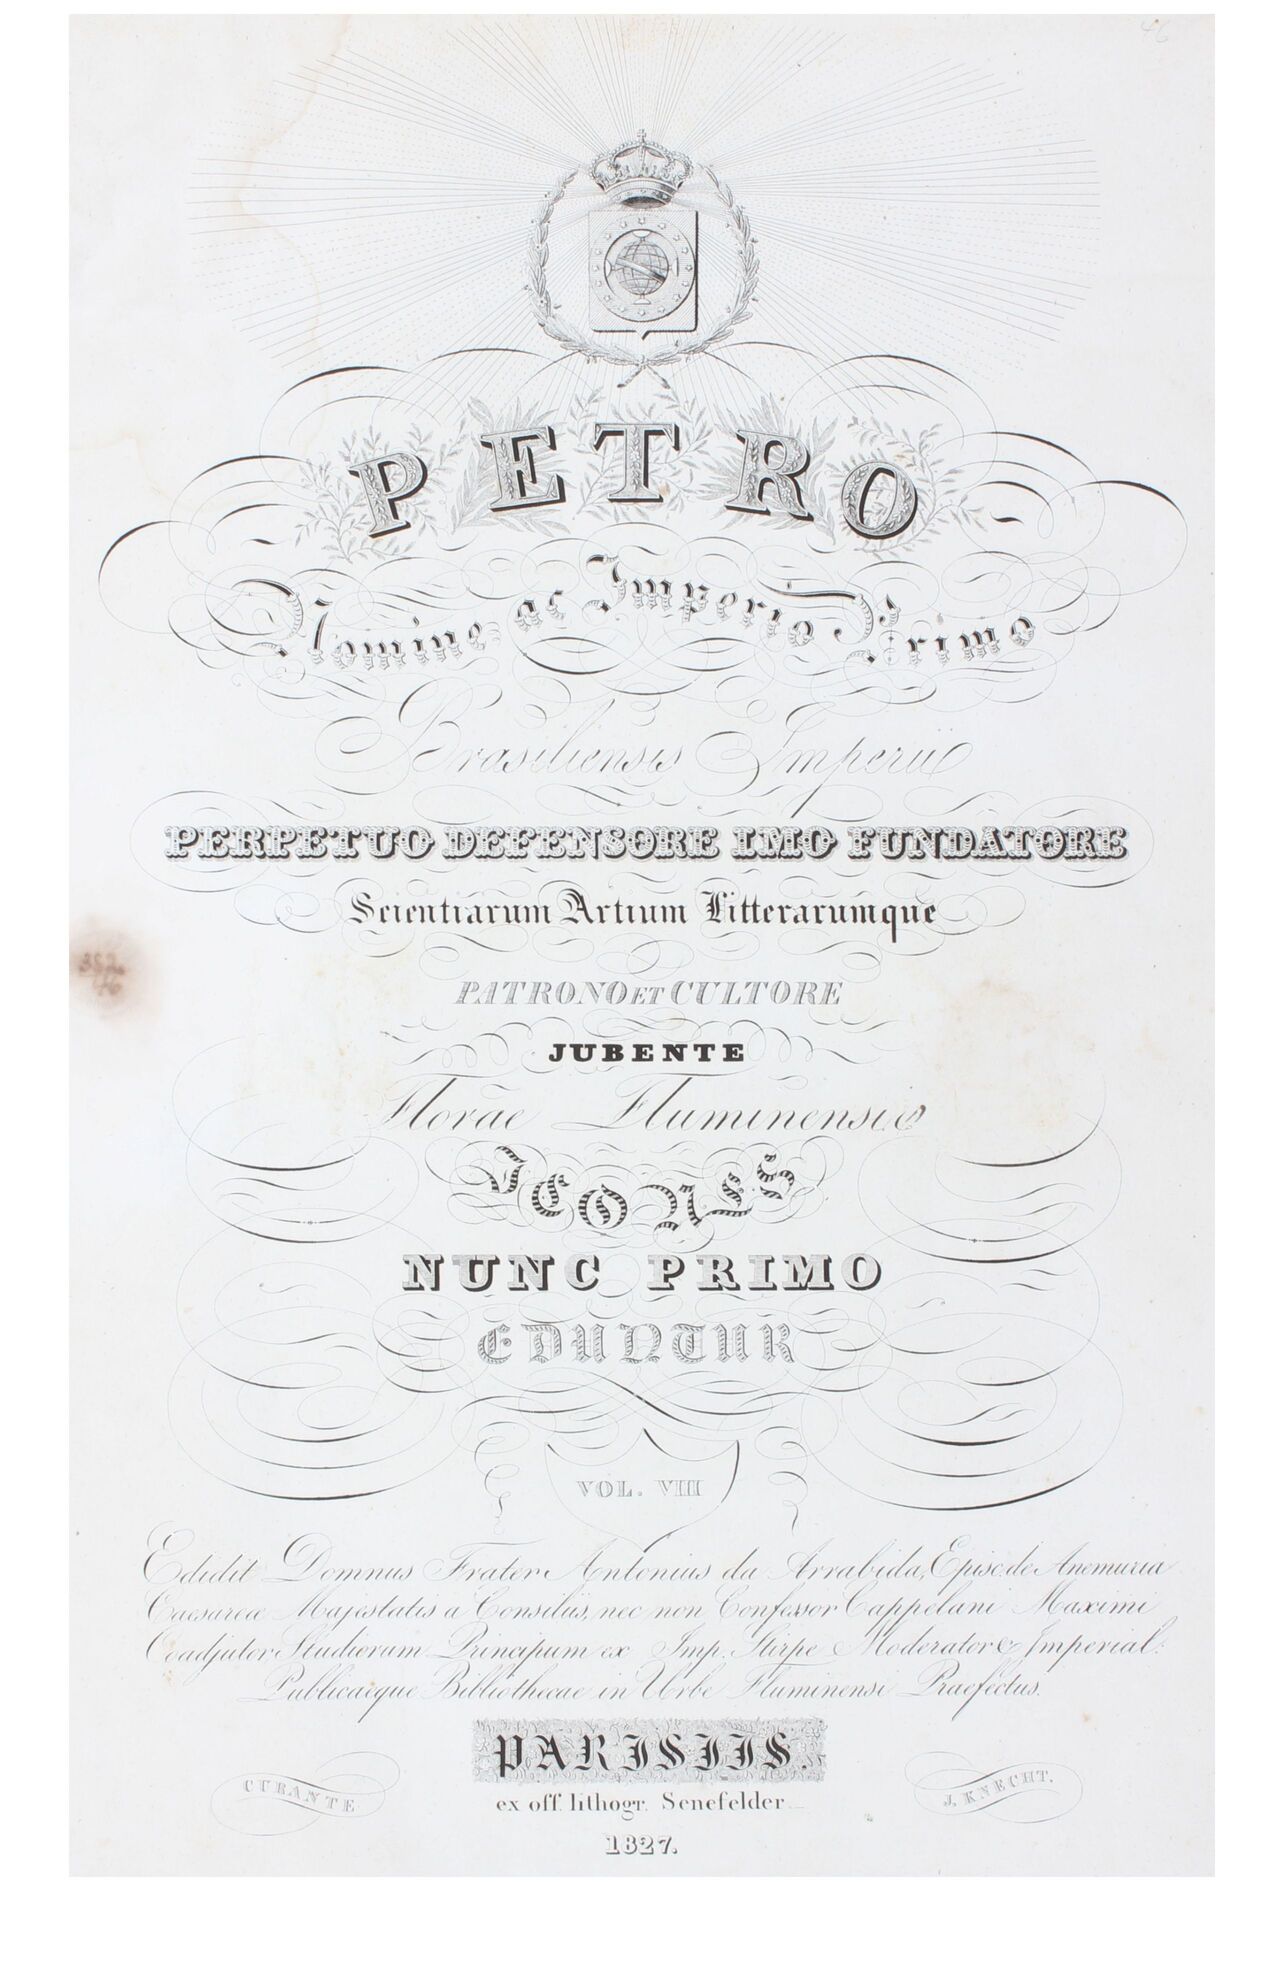 46
PETRO
Nomine ac Imperio Primo
Brasiliensis Imperii
PERPETUO DEFENSORE IMO FUNDATORE
Scientiarum Artium Litterarumque
PATRONO ET CULTORE
JUBENTE
Florae Fluminensis
ICONES
NUNC PRIMO
EDUNTUR
VOL. VIII
Edidit Domnus Frater Antonius da Arrabida, Episc. de Anemuria
Caesareae Majestatis a Consiliis, nec non Confessor Cappelani Maximi
Coadjutor Studiorum Principum ex Imp. Stirpe Moderator & Imperial.
Publicaeque Bibliothecae in Urbe Fluminensi Praefectus.
PARISIIS.
ex off. lithogr. Senefelder
CURANTE
J. KNECHT.
1827.